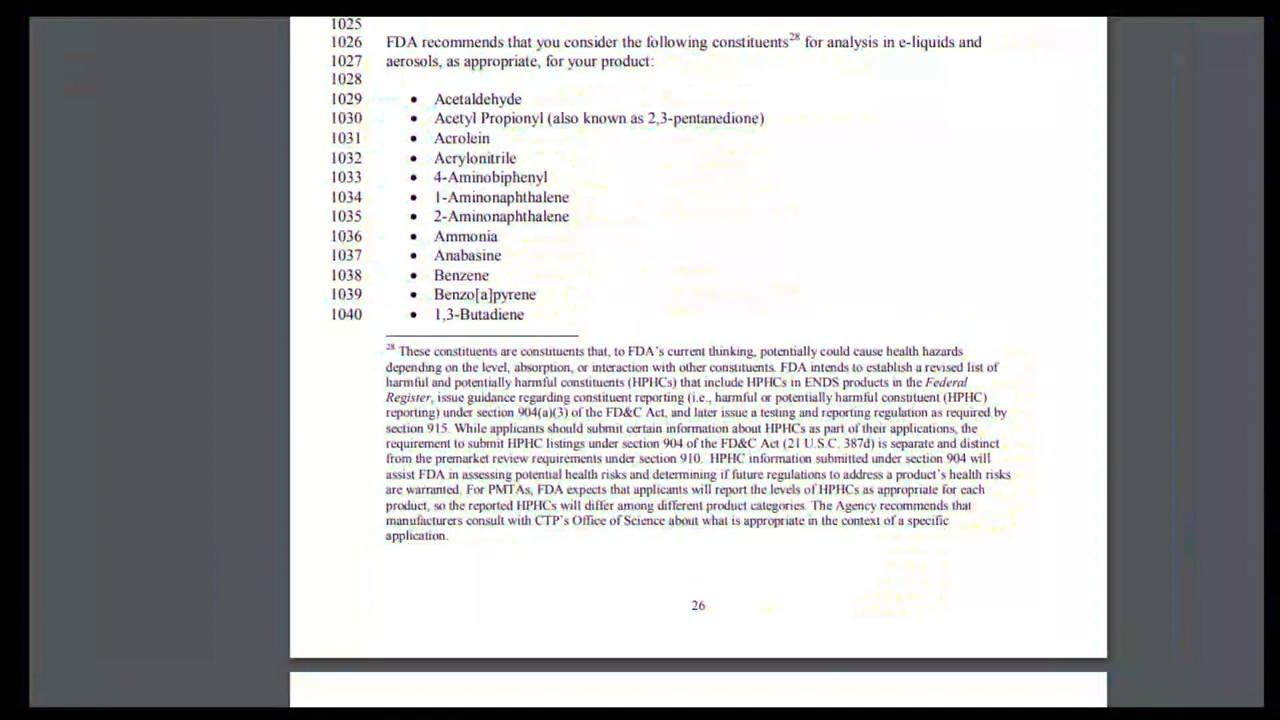 1025
1026 FDA recommends that you consider the following constituents28 for analysis in e-liquids and
1027 aerosols, as appropriate, for your product:
1028
1029 • Acetaldehyde
1030 • Acetyl Propionyl (also known as 2,3-pentanedione)
1031 • Acrolein
1032 • Acrylonitrile
1033 • 4-Aminobiphenyl
1034 • 1-Aminonaphthalene
1035 • 2-Aminonaphthalene
1036 • Ammonia
1037 • Anabasine
1038 • Benzene
1039 • Benzo[a]pyrene
1040 • 1,3-Butadiene
28 These constituents are constituents that, to FDA's current thinking, potentially could cause health hazards
depending on the level, absorption, or interaction with other constituents. FDA intends to establish a revised list of
harmful and potentially harmful constituents (HPHCs) that include HPHCs in ENDS products in the Federal
Register, issue guidance regarding constituent reporting (i.e., harmful or potentially harmful constituent (HPHC)
reporting) under section 904(a)(3) of the FD&C Act, and later issue a testing and reporting regulation as required by
section 915. While applicants should submit certain information about HPHCs as part of their applications, the
requirement to submit HPHC listings under section 904 of the FD&C Act (21 U.S.C. 387d) is separate and distinct
from the premarket review requirements under section 910. HPHC information submitted under section 904 will
assist FDA in assessing potential health risks and determining if future regulations to address a product's health risks
are warranted. For PMTAs, FDA expects that applicants will report the levels of HPHCs as appropriate for each
product, so the reported HPHCs will differ among different product categories. The Agency recommends that
manufacturers consult with CTP's Office of Science about what is appropriate in the context of a specific
application.
26